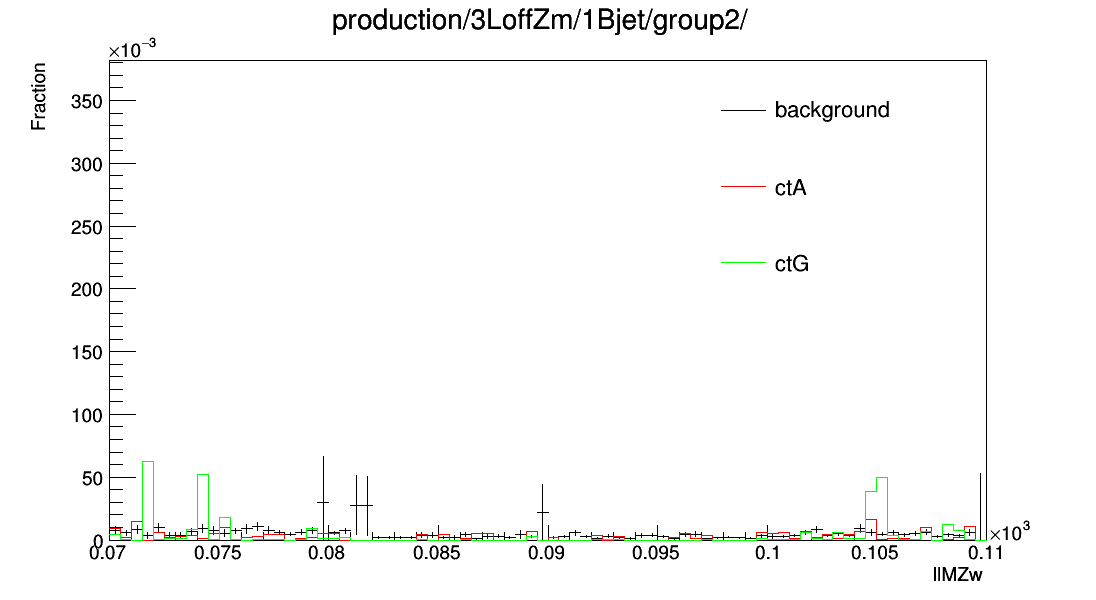 production/3LoffZm/1Bjet/group2/
×10⁻³
Fraction
350
300
250
200
150
100
50
0
background
ctA
ctG
0.07 0.075 0.08 0.085 0.09 0.095 0.1 0.105 0.11 ×10³
llMZw